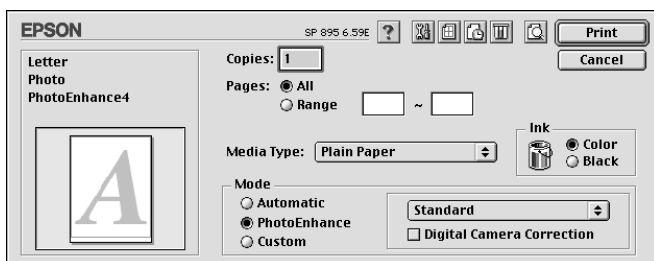 EPSON
SP 895 6.59E
?
Print
Cancel
Letter
Photo
PhotoEnhance4
A
Copies: 1
Pages: All
Range ~
Media Type: Plain Paper
Ink
Color
Black
Mode
Automatic
PhotoEnhance
Custom
Standard
Digital Camera Correction